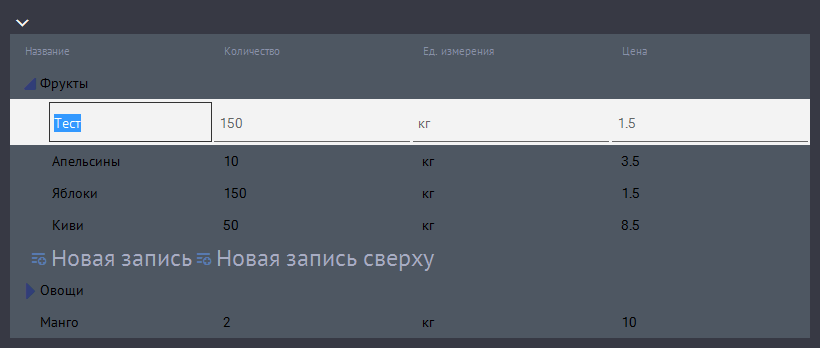 Название Количество Ед. измерения Цена
Фрукты
Тест 150 кг 1.5
Апельсины 10 кг 3.5
Яблоки 150 кг 1.5
Киви 50 кг 8.5
Новая запись Новая запись сверху
Овощи
Манго 2 кг 10